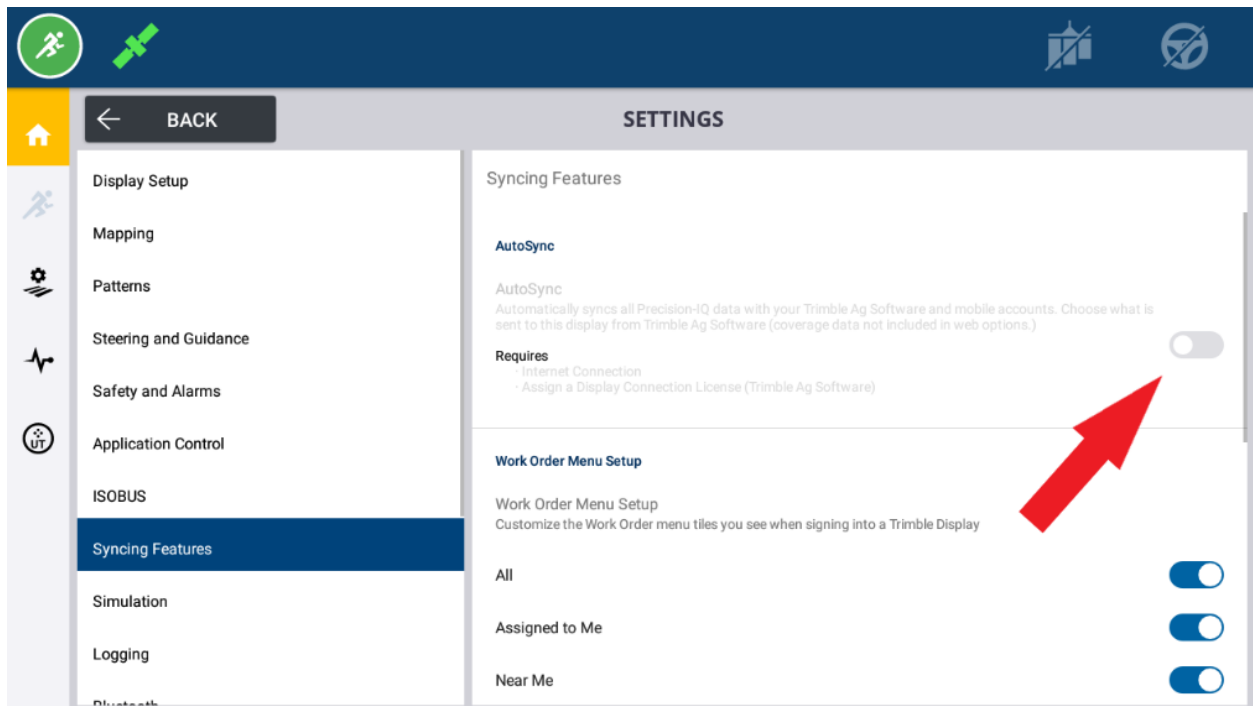 BACK
SETTINGS
Display Setup
Mapping
Patterns
Steering and Guidance
Safety and Alarms
Application Control
ISOBUS
Syncing Features
Simulation
Logging
Bluetooth
Syncing Features
AutoSync
AutoSync
Automatically syncs all Precision-IQ data with your Trimble Ag Software and mobile accounts. Choose what is
sent to this display from Trimble Ag Software (coverage data not included in web options.)
Requires
· Internet Connection
· Assign a Display Connection License (Trimble Ag Software)
Work Order Menu Setup
Work Order Menu Setup
Customize the Work Order menu tiles you see when signing into a Trimble Display
All
Assigned to Me
Near Me
UT